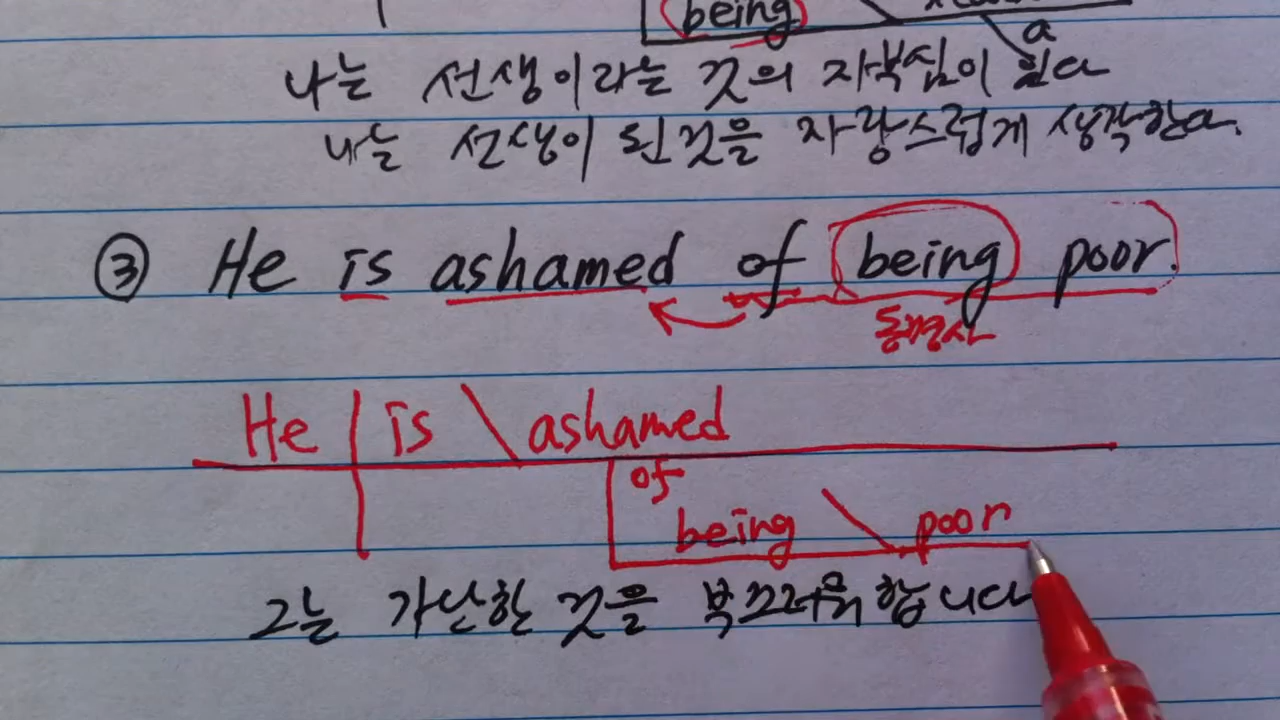 being
a
나는 선생이라는 것의 자부심이 있다
나는 선생이 된것을 자랑스럽게 생각한다.
③ He is ashamed of being poor.
동명사
He is ashamed
of
being poor
그는 가난한 것을 부끄러워 합니다